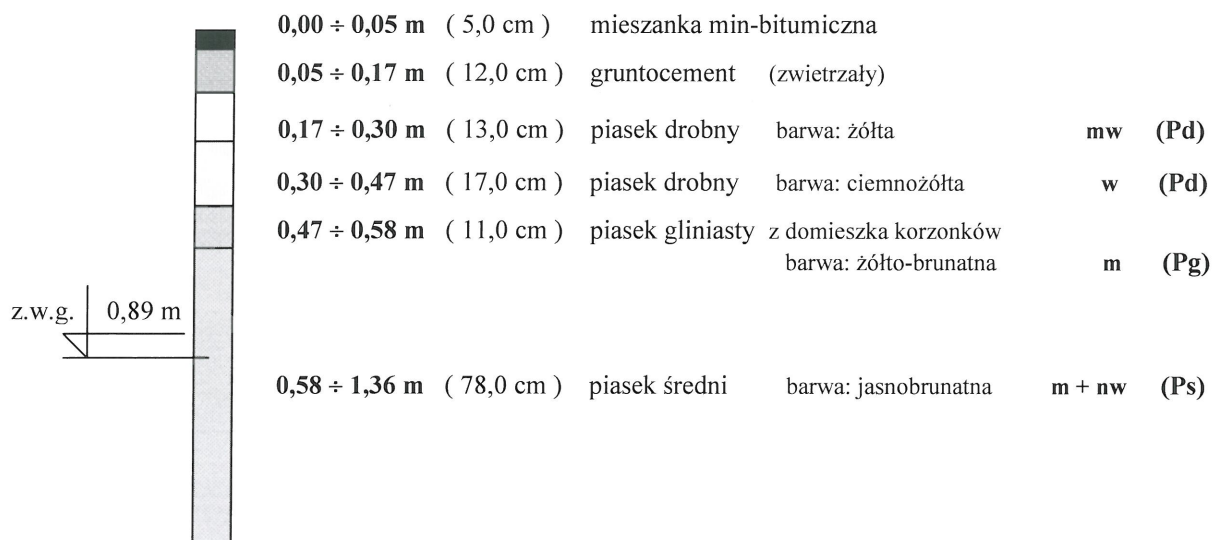 0,00 ÷ 0,05 m ( 5,0 cm ) mieszanka min-bitumiczna
0,05 ÷ 0,17 m ( 12,0 cm ) gruntocement (zwietrzały)
0,17 ÷ 0,30 m ( 13,0 cm ) piasek drobny barwa: żółta mw (Pd)
0,30 ÷ 0,47 m ( 17,0 cm ) piasek drobny barwa: ciemnożółta w (Pd)
0,47 ÷ 0,58 m ( 11,0 cm ) piasek gliniasty z domieszka korzonków
barwa: żółto-brunatna m (Pg)
z.w.g. 0,89 m
0,58 ÷ 1,36 m ( 78,0 cm ) piasek średni barwa: jasnobrunatna m + nw (Ps)